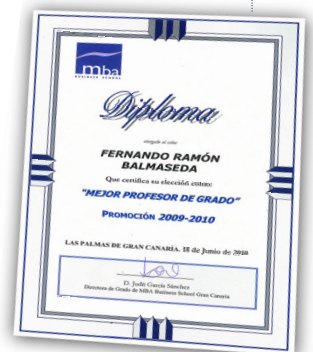 mba
BUSINESS SCHOOL
Diploma
otorgado al señor
FERNANDO RAMÓN
BALMASEDA
Que certifica su elección como:
"MEJOR PROFESOR DE GRADO"
PROMOCIÓN 2009-2010
LAS PALMAS DE GRAN CANARIA. 18 de Junio de 2010
D. Judit García Sánchez
Directora de Grado de MBA Business School Gran Canaria